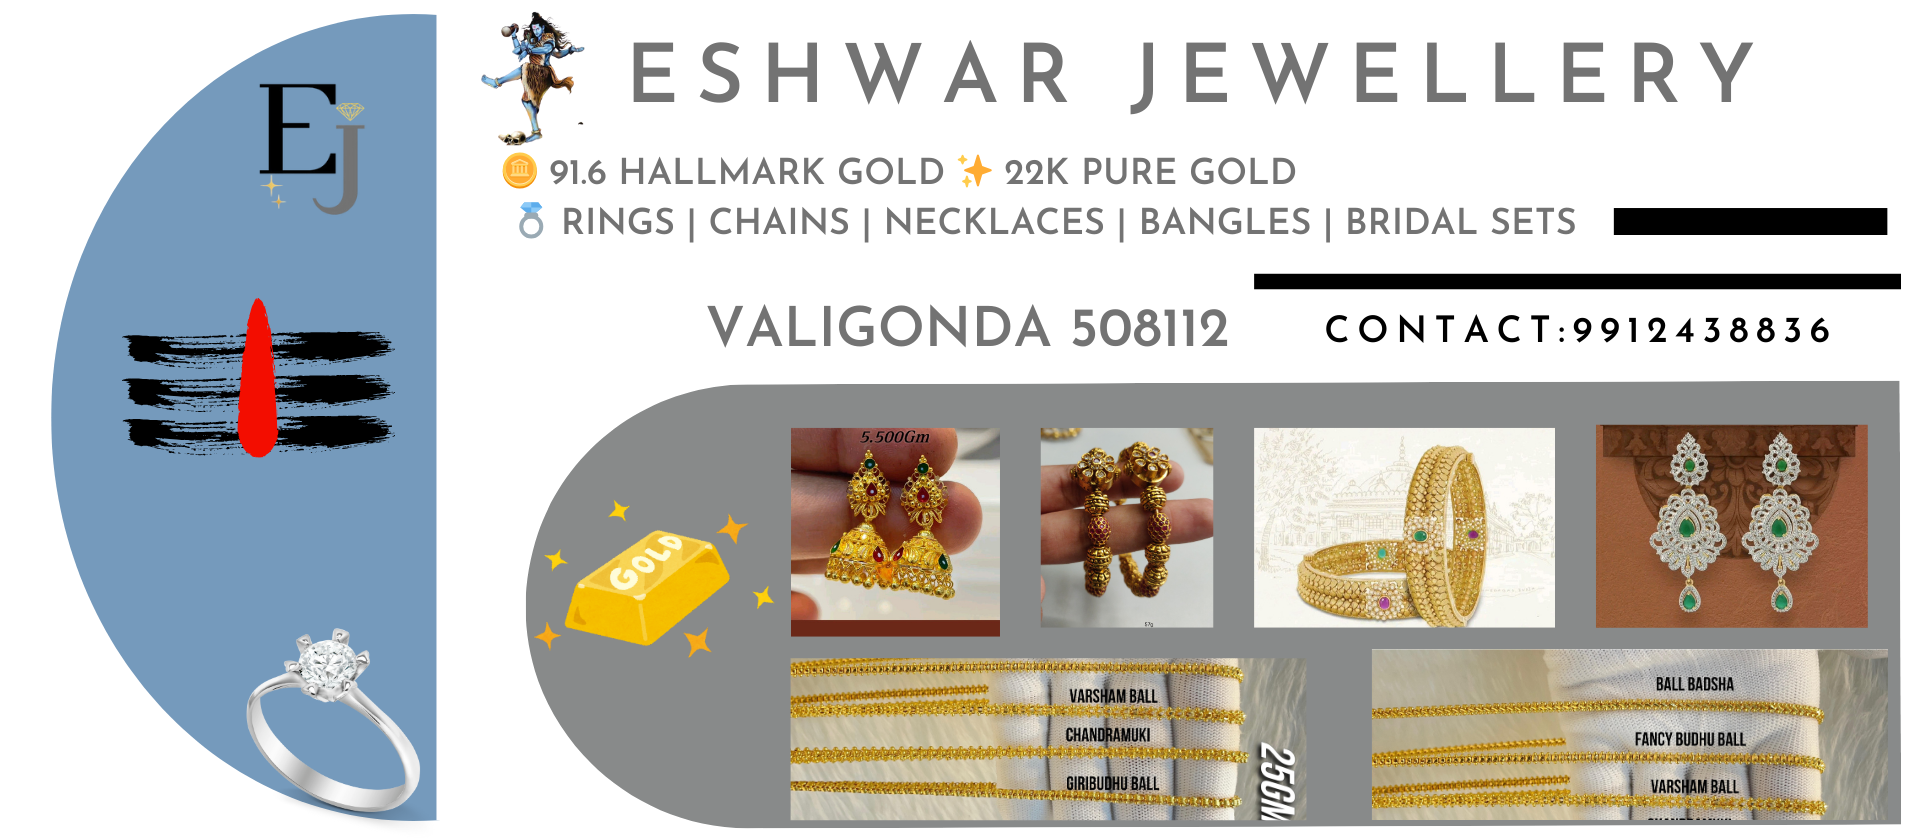 EJ
ESHWAR JEWELLERY
91.6 HALLMARK GOLD ✨ 22K PURE GOLD
RINGS | CHAINS | NECKLACES | BANGLES | BRIDAL SETS
VALIGONDA 508112
CONTACT:9912438836
GOLD
5.500Gm
57g
VARSHAM BALL
CHANDRAMUKI
GIRIBUDHU BALL
25GM
BALL BADSHA
FANCY BUDHU BALL
VARSHAM BALL